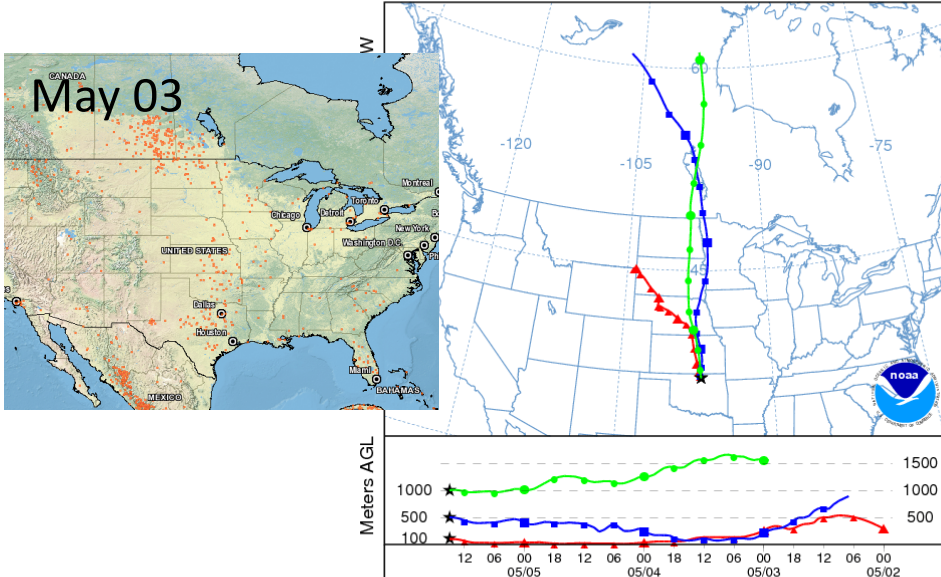 May 03
CANADA
Montreal
Toronto
Detroit
Chicago
New York
Washington D.C.
Ph
UNITED STATES
Dallas
Houston
Miami
BAHAMAS
MEXICO
W
60
-120
-105
-90
-75
45
noaa
Meters AGL
1500
1000
1000
500
500
100
12 06 00 18 12 06 00 18 12 06 00 18 12 06 00
05/05 05/04 05/03 05/02